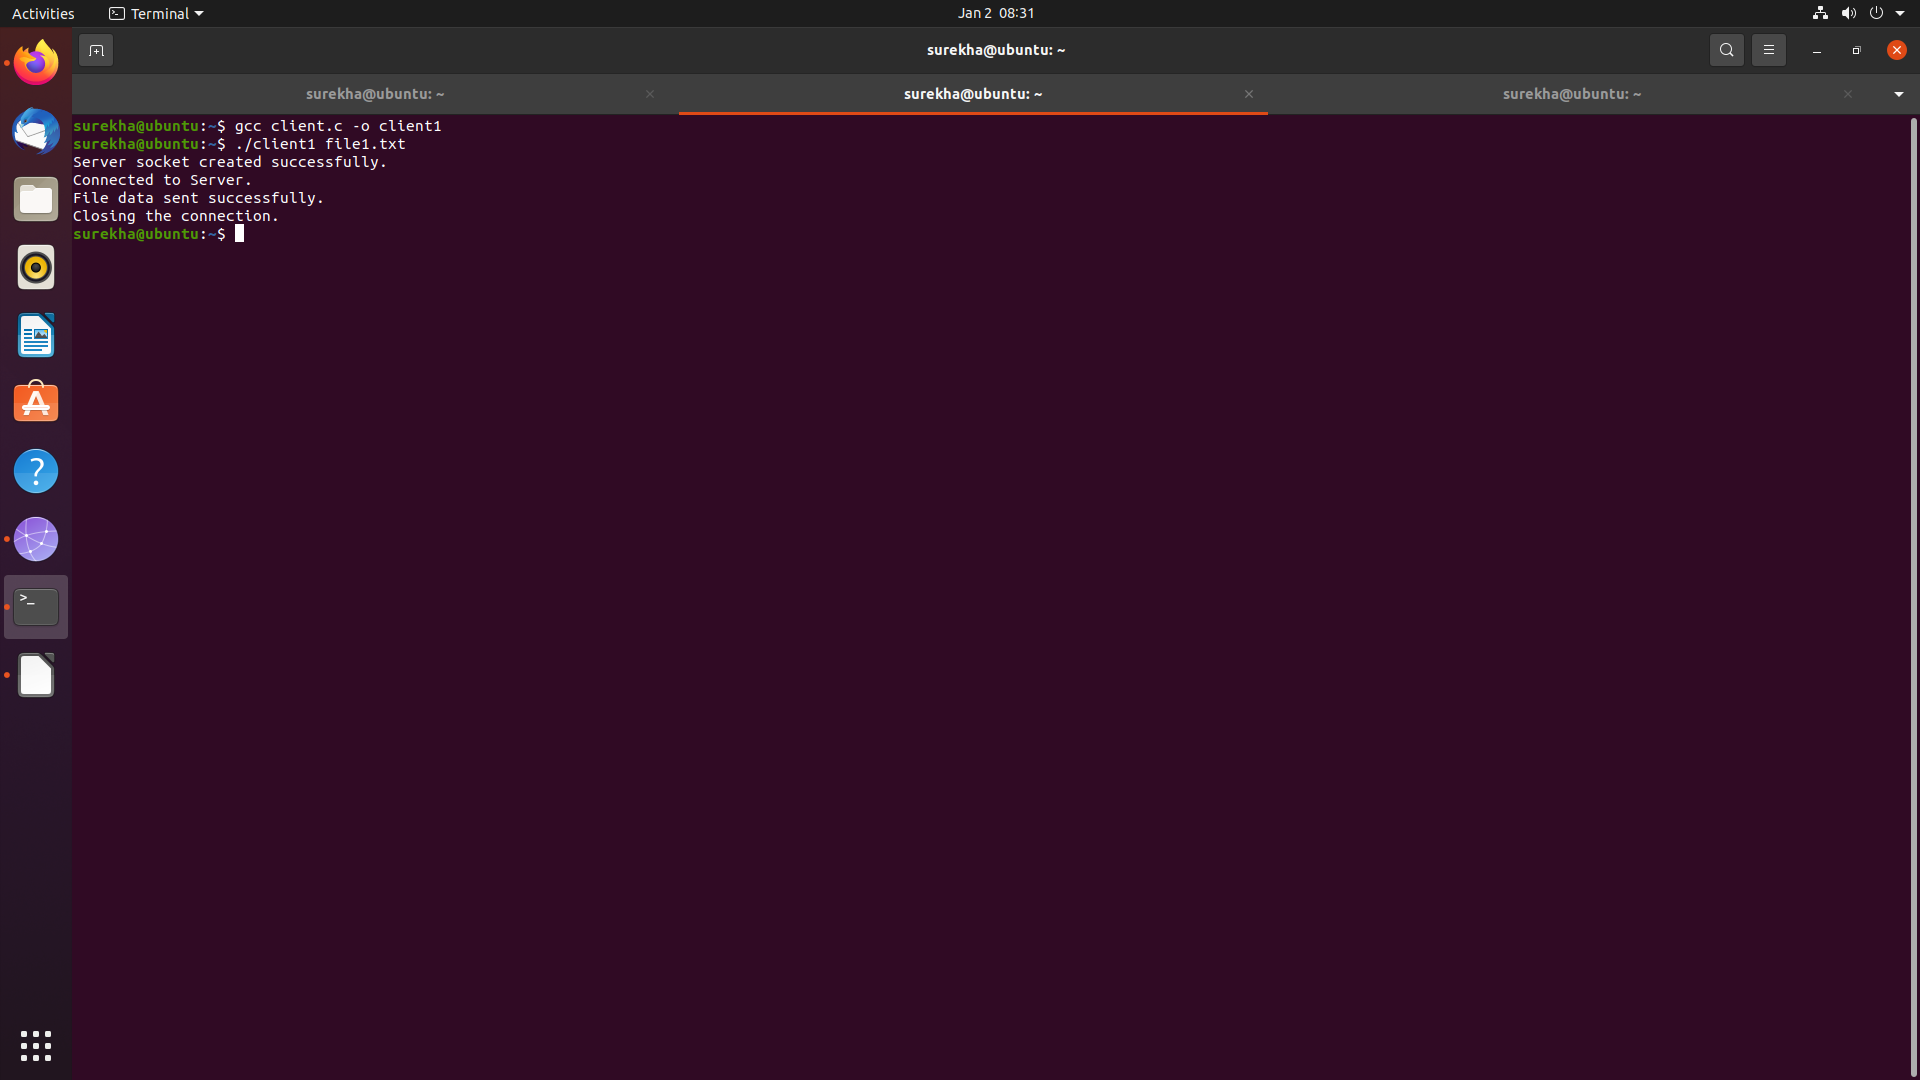 Activities
Terminal
Jan 2 08:31
surekha@ubuntu: ~
surekha@ubuntu: ~
surekha@ubuntu: ~
surekha@ubuntu: ~
surekha@ubuntu:~$ gcc client.c -o client1
surekha@ubuntu:~$ ./client1 file1.txt
Server socket created successfully.
Connected to Server.
File data sent successfully.
Closing the connection.
surekha@ubuntu:~$